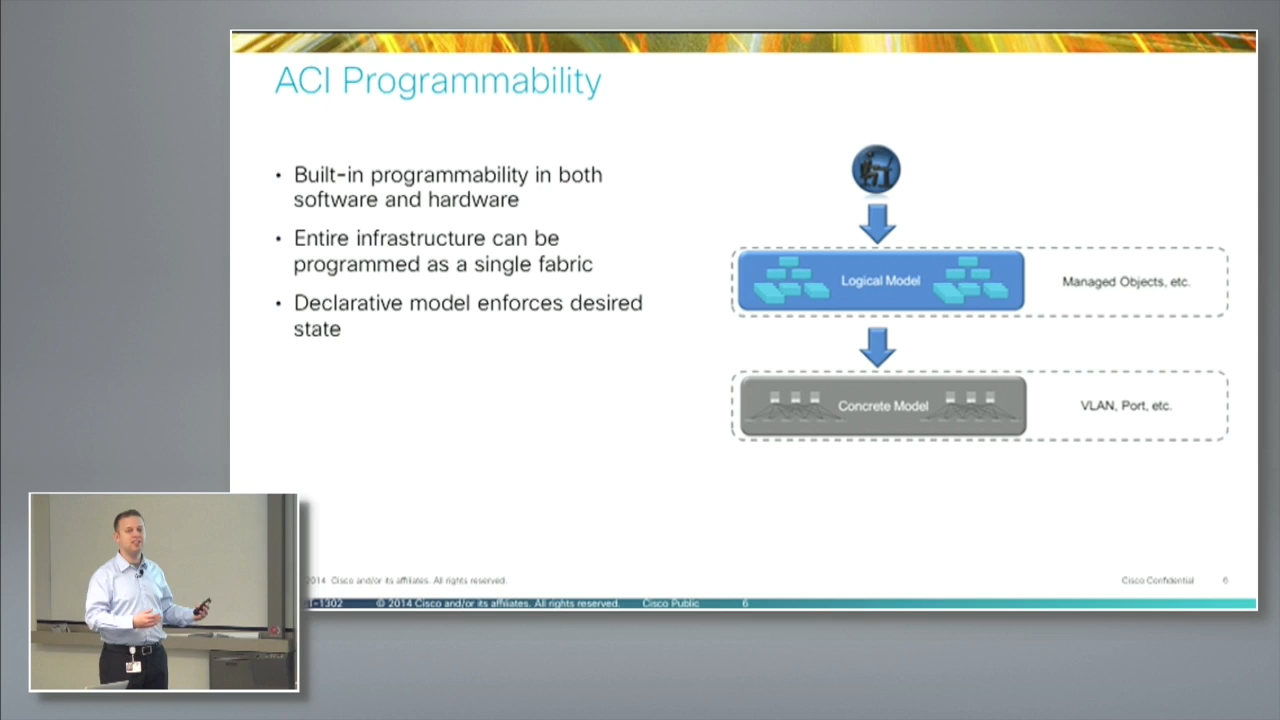 ACI Programmability
• Built-in programmability in both
software and hardware
• Entire infrastructure can be
programmed as a single fabric
• Declarative model enforces desired
state
Logical Model
Managed Objects, etc.
Concrete Model
VLAN, Port, etc.
2014 Cisco and/or its affiliates. All rights reserved.
Cisco Confidential 6
-1302 © 2014 Cisco and/or its affiliates. All rights reserved. Cisco Public 6